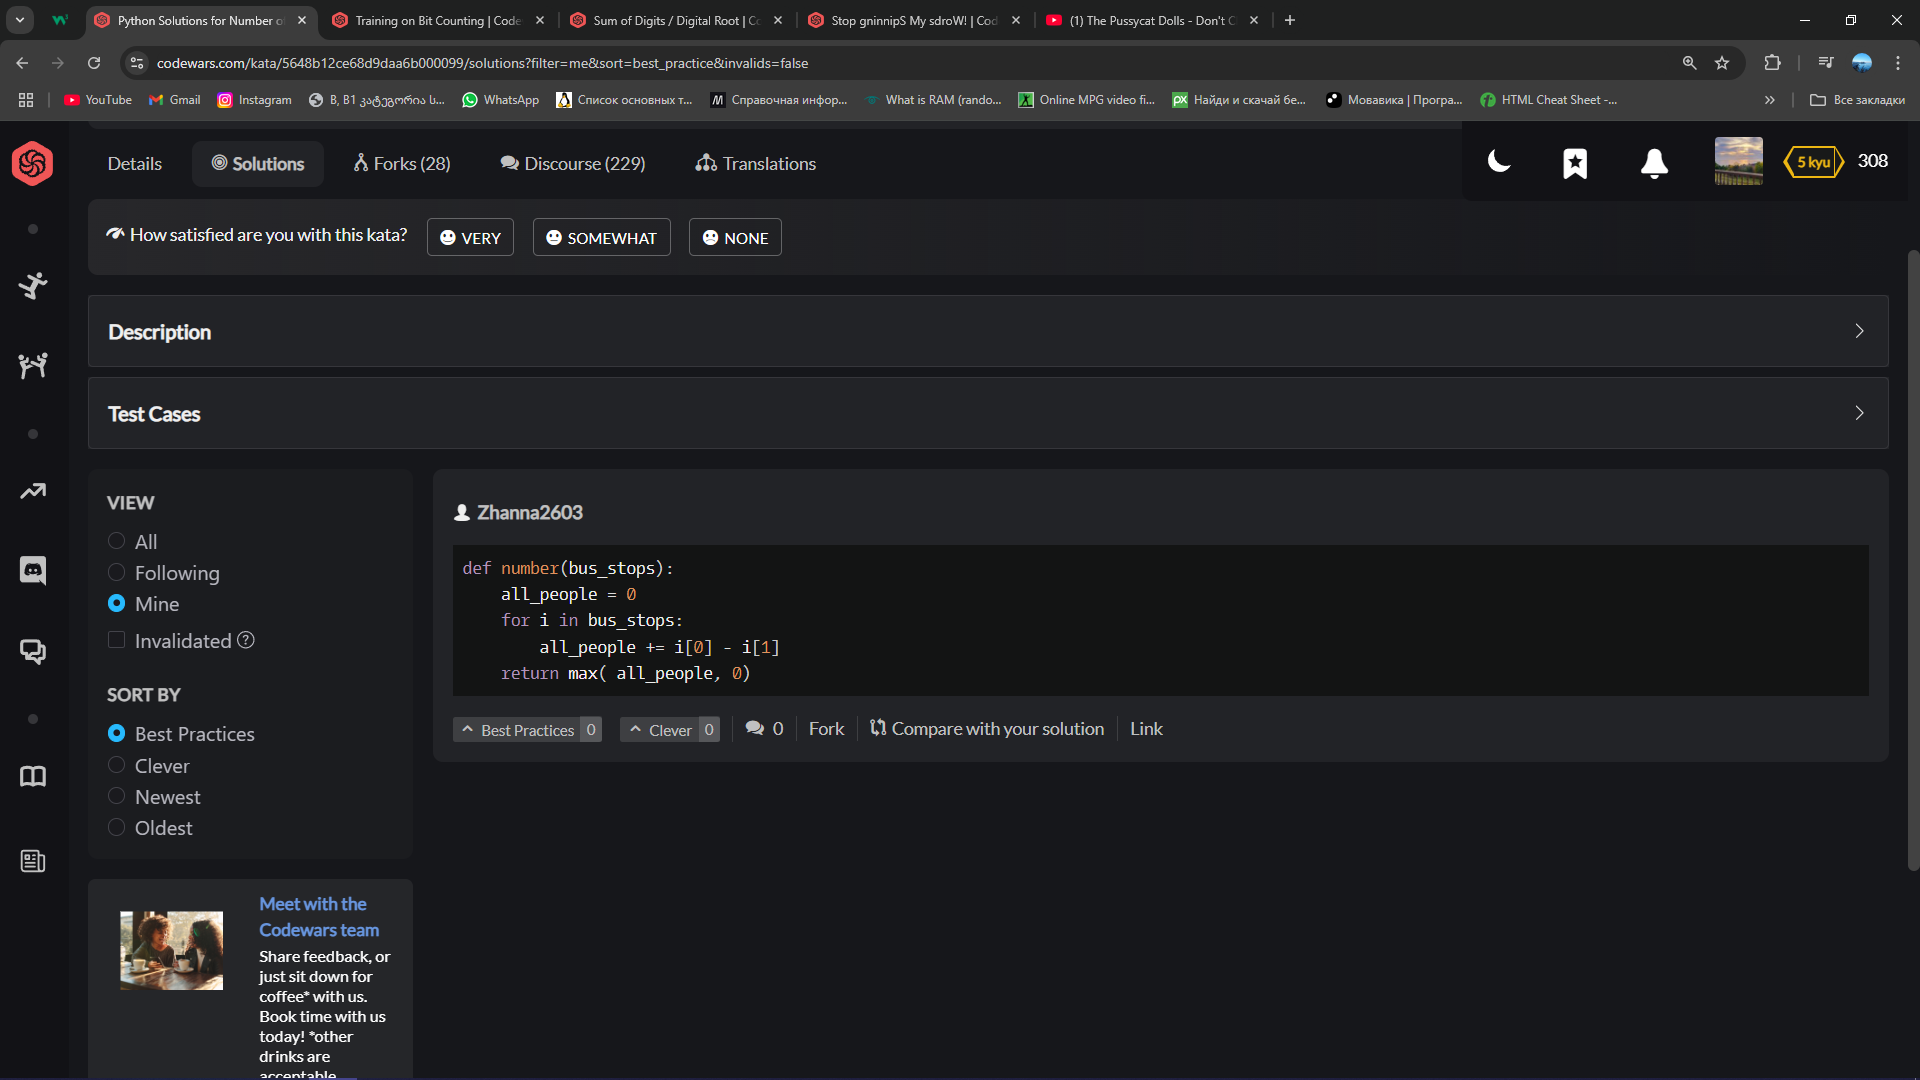 Python Solutions for Number o
Training on Bit Counting | Code
Sum of Digits / Digital Root | Co
Stop gninnipS My sdroW! | Cod
(1) The Pussycat Dolls - Don't C
codewars.com/kata/5648b12ce68d9daa6b000099/solutions?filter=me&sort=best_practice&invalids=false
YouTube
Gmail
Instagram
B, B1 კატეგორია ს...
WhatsApp
Список основных т...
Справочная инфор...
What is RAM (rando...
Online MPG video fi...
Найди и скачай бе...
Мовавика | Програ...
HTML Cheat Sheet -...
Все закладки
Details
Solutions
Forks (28)
Discourse (229)
Translations
5 kyu
308
How satisfied are you with this kata?
VERY
SOMEWHAT
NONE
Description
Test Cases
VIEW
All
Following
Mine
Invalidated
SORT BY
Best Practices
Clever
Newest
Oldest
Zhanna2603
def number(bus_stops):
    all_people = 0
    for i in bus_stops:
        all_people += i[0] - i[1]
    return max( all_people, 0)
Best Practices 0
Clever 0
0
Fork
Compare with your solution
Link
Meet with the
Codewars team
Share feedback, or
just sit down for
coffee* with us.
Book time with us
today! *other
drinks are
acceptable